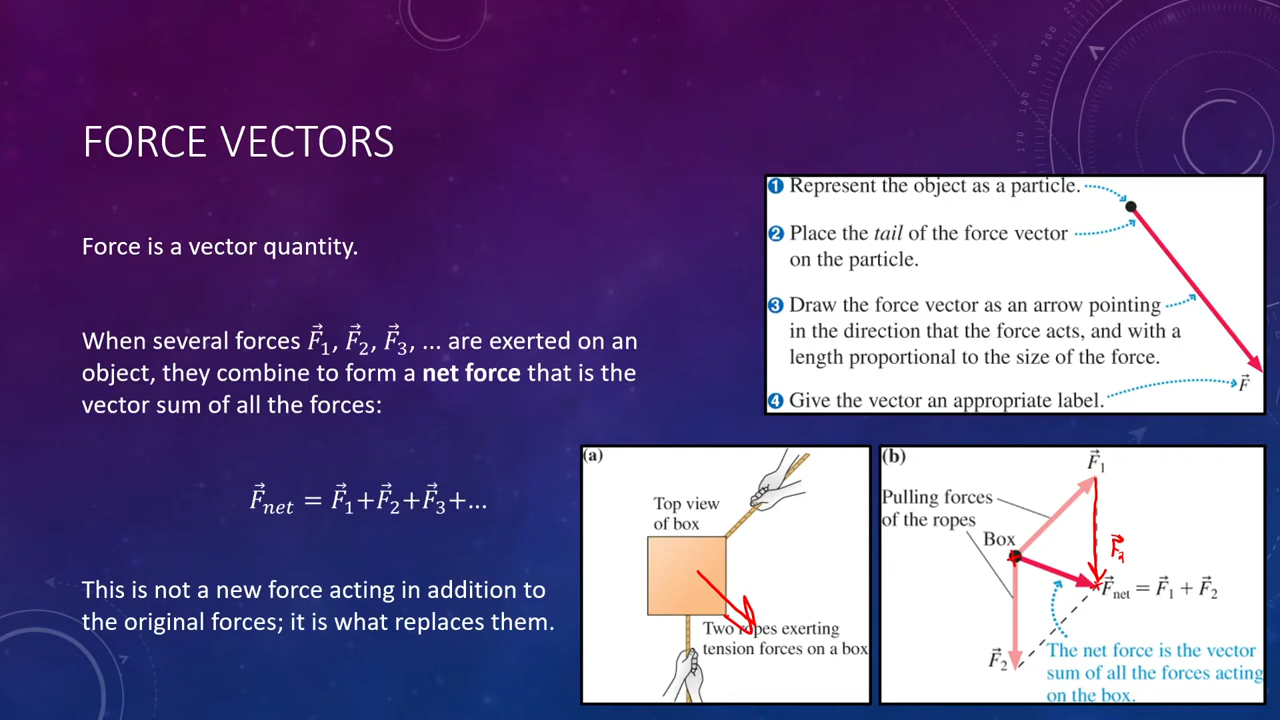 FORCE VECTORS
Force is a vector quantity.
When several forces F⃗₁, F⃗₂, F⃗₃, ... are exerted on an
object, they combine to form a net force that is the
vector sum of all the forces:
F⃗ₙₑₜ = F⃗₁+F⃗₂+F⃗₃+...
This is not a new force acting in addition to
the original forces; it is what replaces them.
1 Represent the object as a particle.
2 Place the tail of the force vector
on the particle.
3 Draw the force vector as an arrow pointing
in the direction that the force acts, and with a
length proportional to the size of the force.
4 Give the vector an appropriate label.
F⃗
(a)
Top view
of box
Two ropes exerting
tension forces on a box
(b)
F⃗₁
Pulling forces
of the ropes
Box
F⃗₂
F⃗ₙₑₜ = F⃗₁ + F⃗₂
F⃗₂
The net force is the vector
sum of all the forces acting
on the box.